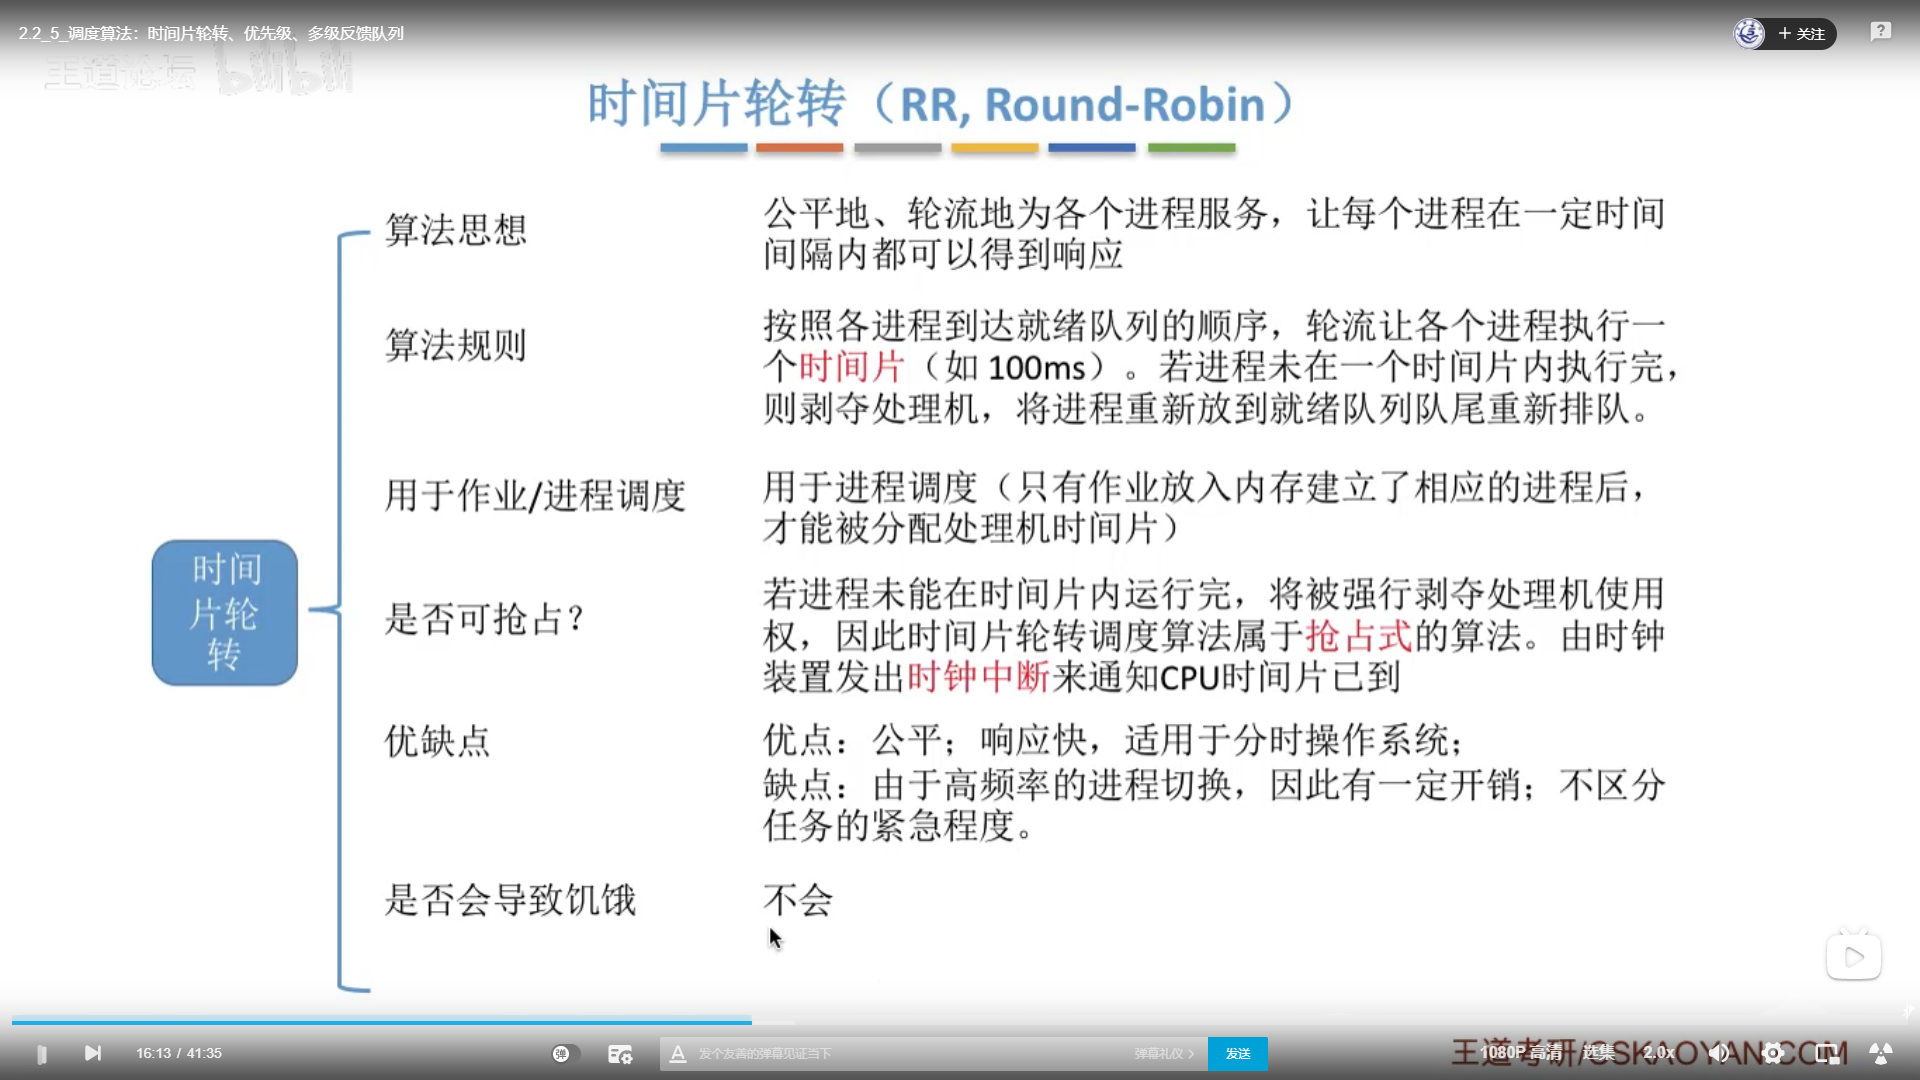 2.2_5_调度算法：时间片轮转、优先级、多级反馈队列
+ 关注
王道论坛 bilibili
时间片轮转（RR, Round-Robin）
算法思想
公平地、轮流地为各个进程服务，让每个进程在一定时间
间隔内都可以得到响应
算法规则
按照各进程到达就绪队列的顺序，轮流让各个进程执行一
个时间片（如 100ms）。若进程未在一个时间片内执行完，
则剥夺处理机，将进程重新放到就绪队列队尾重新排队。
用于作业/进程调度
用于进程调度（只有作业放入内存建立了相应的进程后，
才能被分配处理机时间片）
时间
片轮
转
是否可抢占？
若进程未能在时间片内运行完，将被强行剥夺处理机使用
权，因此时间片轮转调度算法属于抢占式的算法。由时钟
装置发出时钟中断来通知CPU时间片已到
优缺点
优点：公平；响应快，适用于分时操作系统；
缺点：由于高频率的进程切换，因此有一定开销；不区分
任务的紧急程度。
是否会导致饥饿
不会
16:13 / 41:35
弹
A 发个友善的弹幕见证当下
弹幕礼仪 >
发送
王道考研/CSKAOYAN.COM
1080P 高清
选集
2.0x